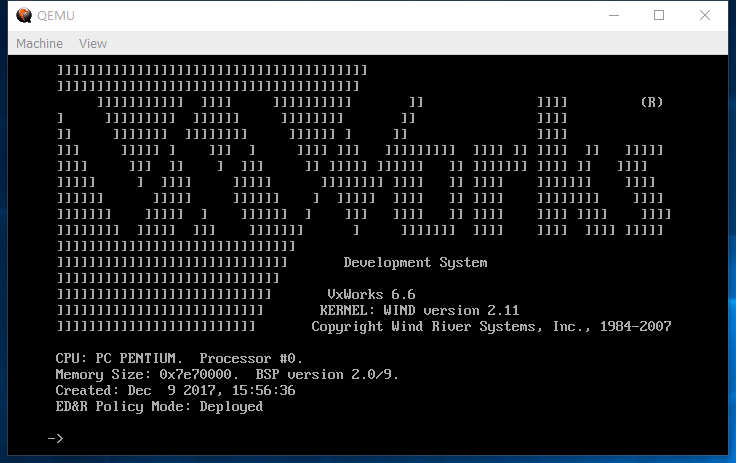 QEMU
Machine View
(R)
VxWorks
Development System
VxWorks 6.6
KERNEL: WIND version 2.11
Copyright Wind River Systems, Inc., 1984-2007
CPU: PC PENTIUM. Processor #0.
Memory Size: 0x7e70000. BSP version 2.0/9.
Created: Dec 9 2017, 15:56:36
ED&R Policy Mode: Deployed
->